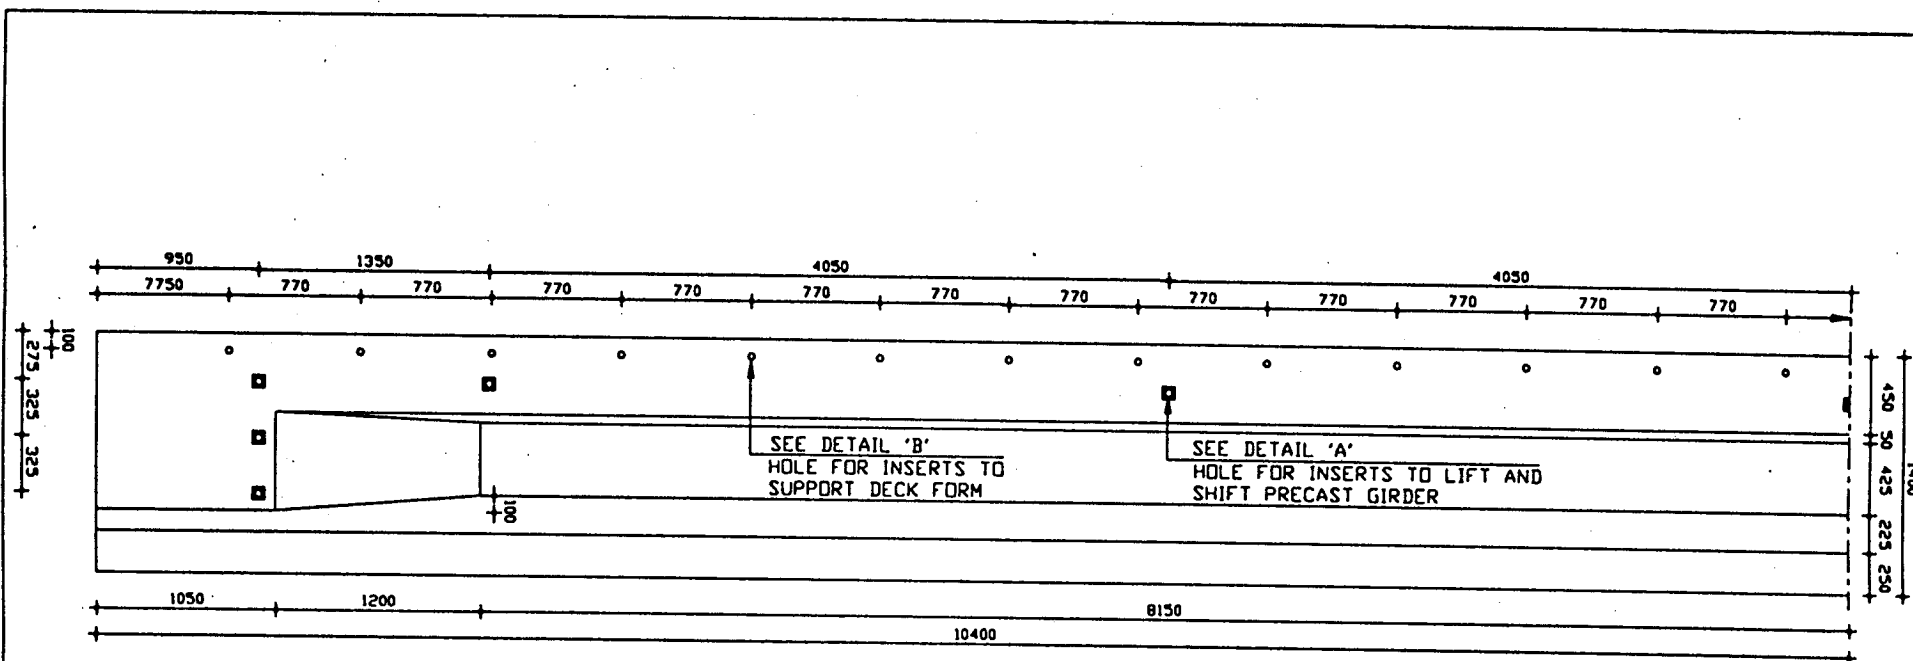 950 1350 4050 4050
7750 770 770 770 770 770 770 770 770 770 770 770 770
100
275 325 325
SEE DETAIL 'B'
HOLE FOR INSERTS TO
SUPPORT DECK FORM
SEE DETAIL 'A'
HOLE FOR INSERTS TO LIFT AND
SHIFT PRECAST GIRDER
100
450 50 425 225 250
1050 1200 8150
10400